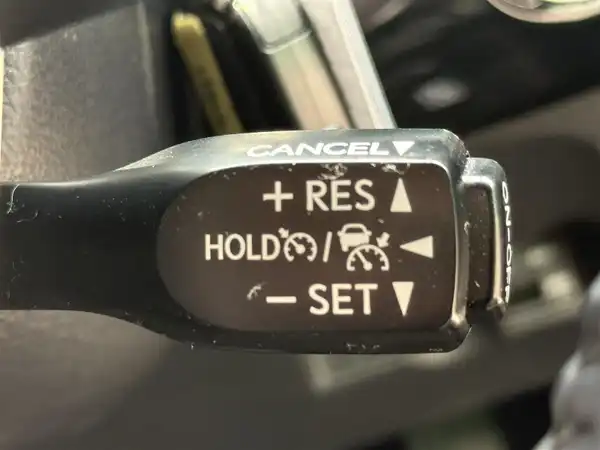 CANCEL▼
+ RES ▲
HOLD / ◀
− SET ▼
ON-OFF